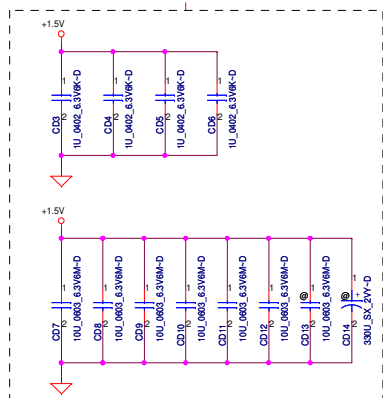 +1.5V
1
2
CD3
1U_0402_6.3V6K~D
1
2
CD4
1U_0402_6.3V6K~D
1
2
CD5
1U_0402_6.3V6K~D
1
2
CD6
1U_0402_6.3V6K~D
+1.5V
1
2
CD7
10U_0603_6.3V6M~D
1
2
CD8
10U_0603_6.3V6M~D
1
2
CD9
10U_0603_6.3V6M~D
1
2
CD10
10U_0603_6.3V6M~D
1
2
CD11
10U_0603_6.3V6M~D
1
2
CD12
10U_0603_6.3V6M~D
@
1
2
CD13
10U_0603_6.3V6M~D
@
1
+
2
CD14
330U_SX_2VY~D